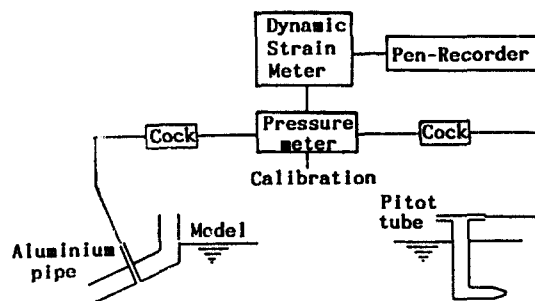 Dynamic
Strain
Meter
Pen-Recorder
Cock
Pressure
meter
Cock
Calibration
Pitot
tube
Model
Aluminium
pipe